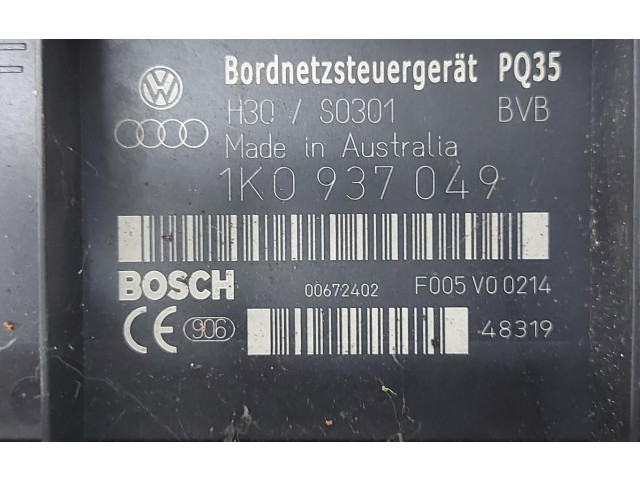 Bordnetzsteuergerät PQ35
H30 / S0301 BVB
Made in Australia
1K0 937 049
BOSCH 00672402 F005 V0 0214
CE 906 48319